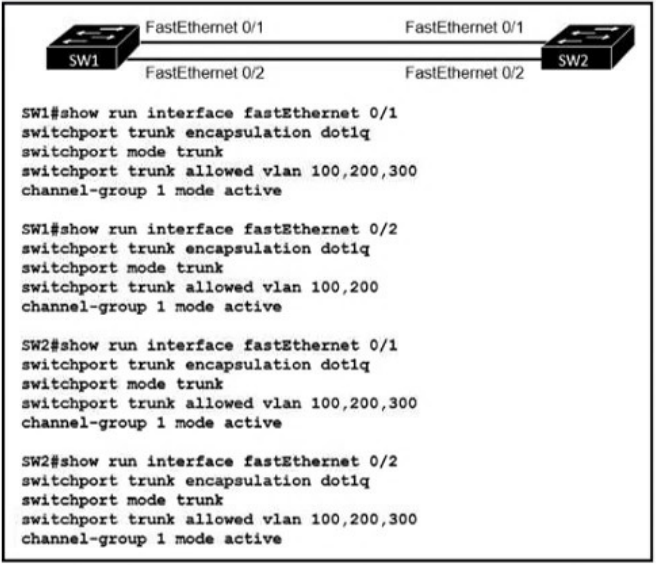 FastEthernet 0/1 FastEthernet 0/1
SW1 SW2
FastEthernet 0/2 FastEthernet 0/2
SW1#show run interface fastEthernet 0/1
switchport trunk encapsulation dot1q
switchport mode trunk
switchport trunk allowed vlan 100,200,300
channel-group 1 mode active
SW1#show run interface fastEthernet 0/2
switchport trunk encapsulation dot1q
switchport mode trunk
switchport trunk allowed vlan 100,200
channel-group 1 mode active
SW2#show run interface fastEthernet 0/1
switchport trunk encapsulation dot1q
switchport mode trunk
switchport trunk allowed vlan 100,200,300
channel-group 1 mode active
SW2#show run interface fastEthernet 0/2
switchport trunk encapsulation dot1q
switchport mode trunk
switchport trunk allowed vlan 100,200,300
channel-group 1 mode active